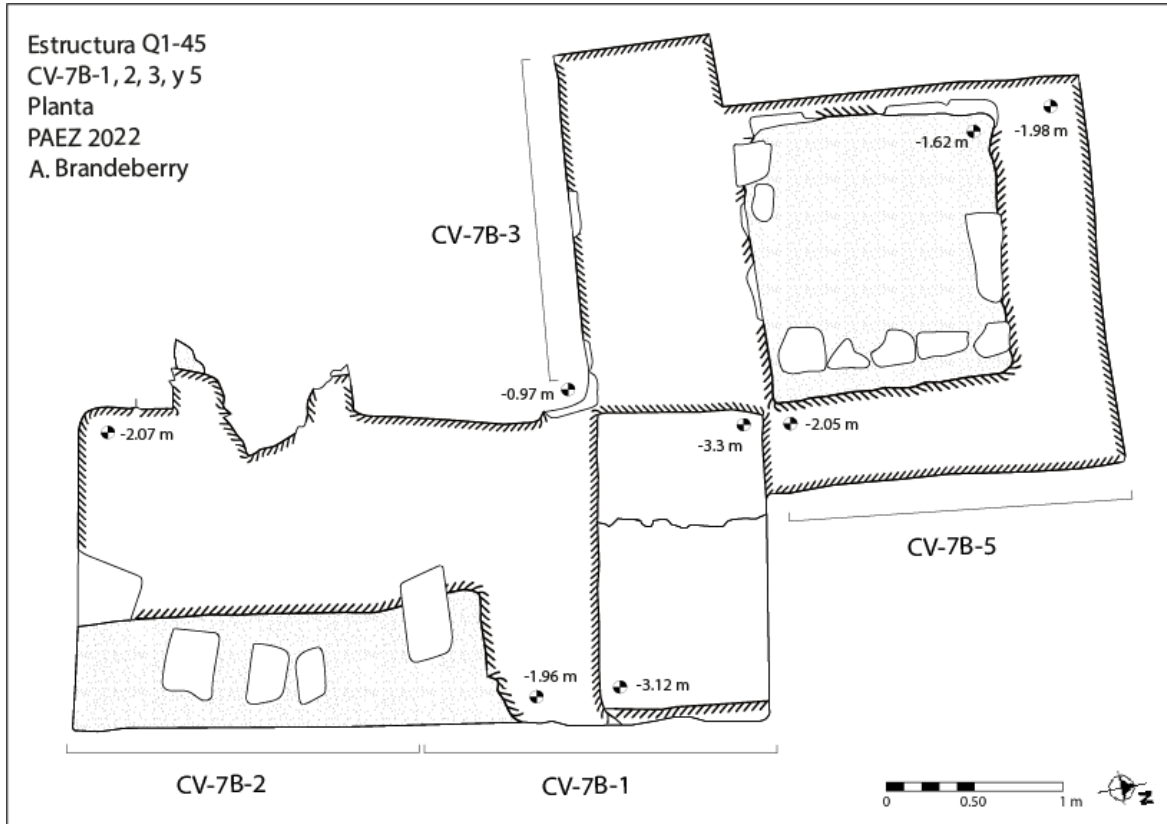 Estructura Q1-45
CV-7B-1, 2, 3, y 5
Planta
PAEZ 2022
A. Brandeberry
-1.98 m
-1.62 m
CV-7B-3
-0.97 m
-2.07 m
-3.3 m
-2.05 m
CV-7B-5
-1.96 m
-3.12 m
CV-7B-2
CV-7B-1
0 0.50 1 m
N